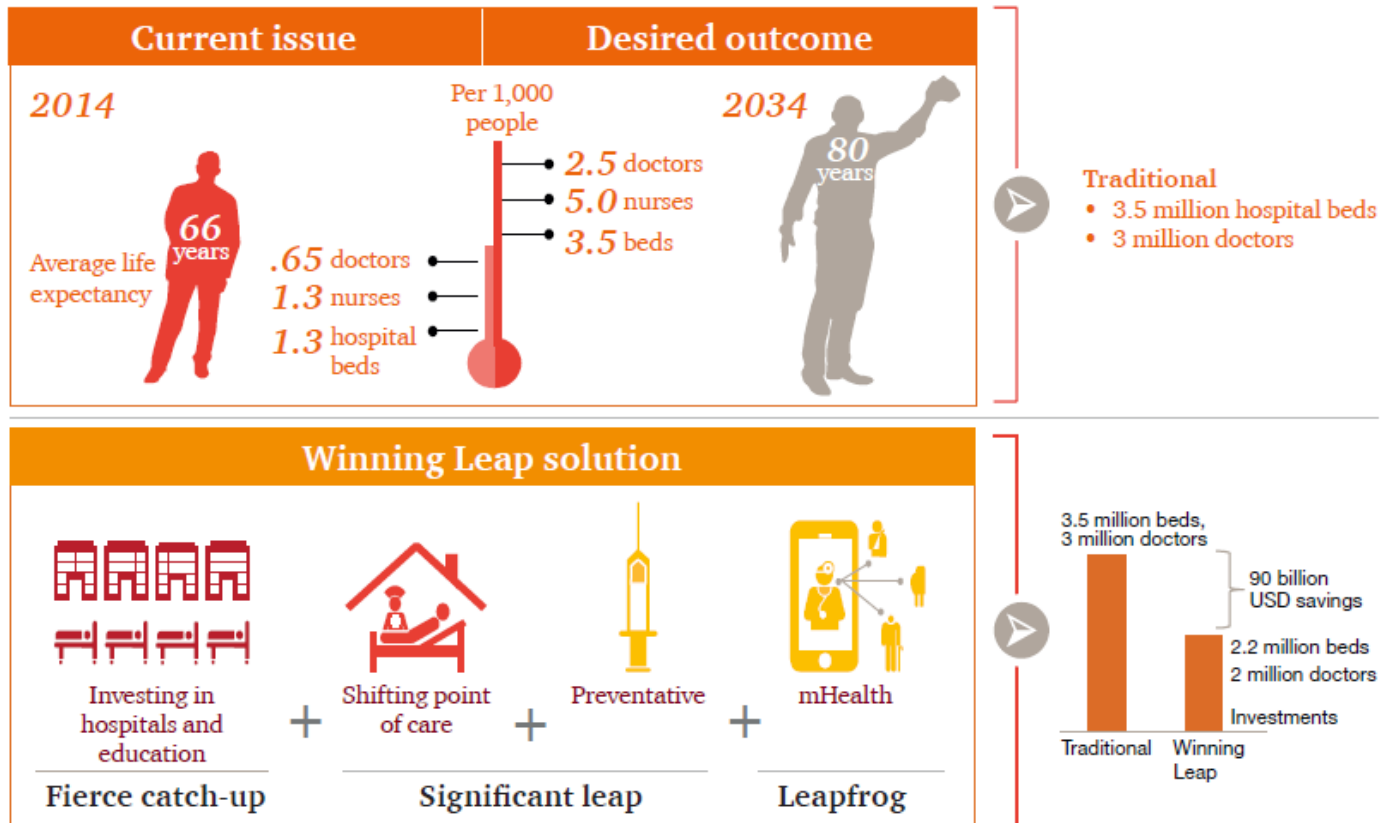 Current issue
Desired outcome
2014
Per 1,000
people
2034
66
years
Average life
expectancy
.65 doctors
1.3 nurses
1.3 hospital
beds
2.5 doctors
5.0 nurses
3.5 beds
80
years
Traditional
• 3.5 million hospital beds
• 3 million doctors
Winning Leap solution
Investing in
hospitals and
education
+
Shifting point
of care
+
Preventative
+
mHealth
Fierce catch-up
Significant leap
Leapfrog
3.5 million beds,
3 million doctors
90 billion
USD savings
2.2 million beds
2 million doctors
Investments
Traditional
Winning
Leap